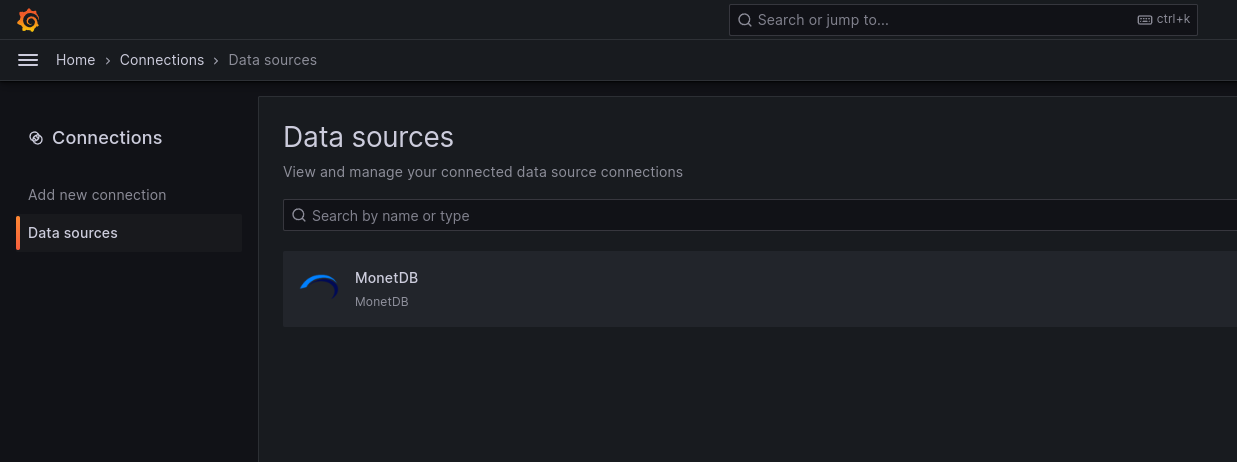 Search or jump to... ctrl+k
Home › Connections › Data sources
Connections
Add new connection
Data sources
Data sources
View and manage your connected data source connections
Search by name or type
MonetDB
MonetDB